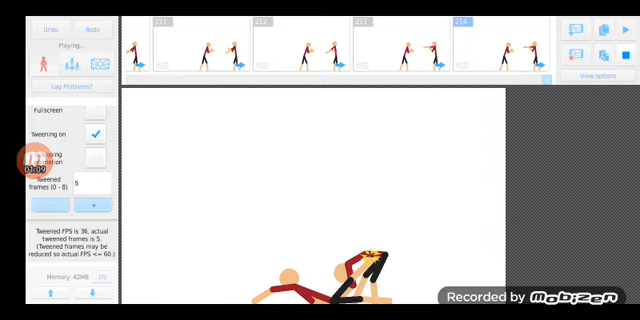 Undo Redo
211 212 213 214
Playing...
Lag Problems?
View options
Fullscreen
Tweening on
01:09
Tweened
frames (0 - 8) 5
- +
Tweened FPS is 36, actual
tweened frames is 5.
(Tweened frames may be
reduced so actual FPS <= 60.)
Memory: 42MB (?)
Recorded by mobizen